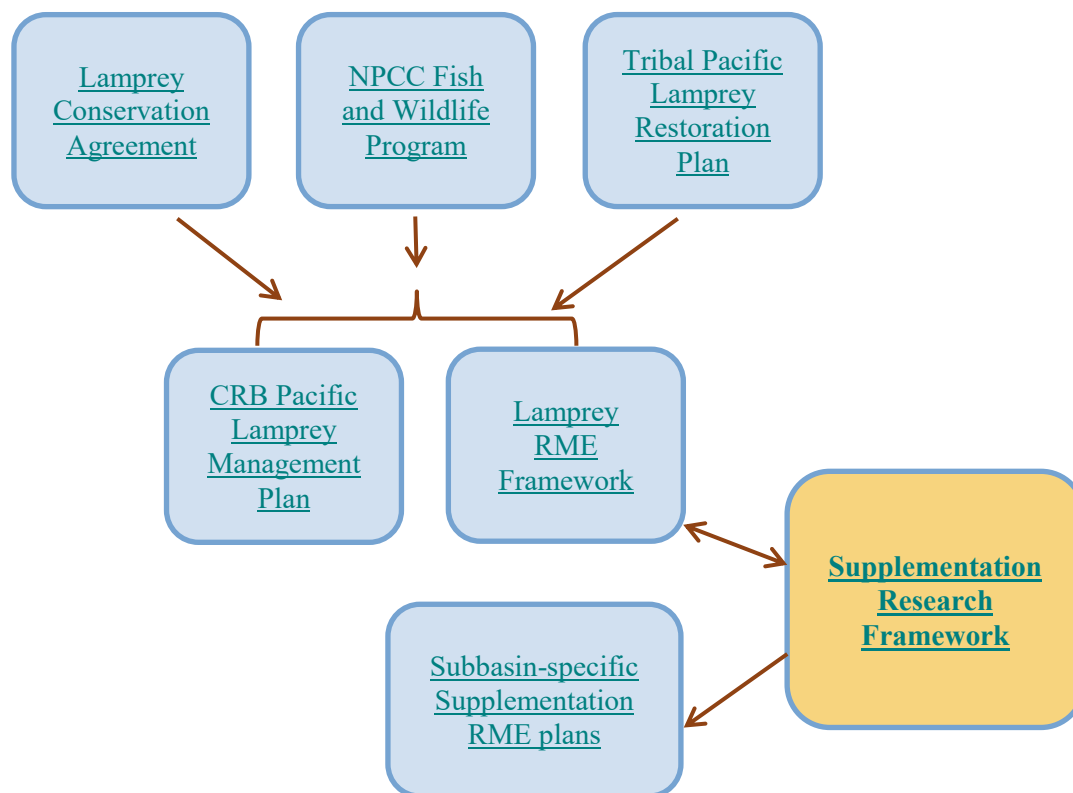 Lamprey
Conservation
Agreement
NPCC Fish
and Wildlife
Program
Tribal Pacific
Lamprey
Restoration
Plan
CRB Pacific
Lamprey
Management
Plan
Lamprey
RME
Framework
Supplementation
Research
Framework
Subbasin-specific
Supplementation
RME plans